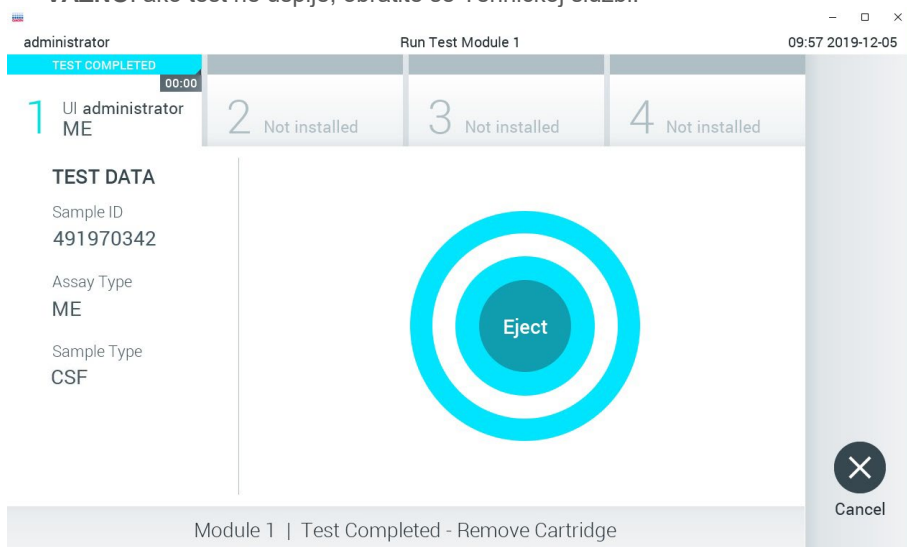 administrator Run Test Module 1 09:57 2019-12-05
TEST COMPLETED
00:00
1 UI administrator
ME
2 Not installed
3 Not installed
4 Not installed
TEST DATA
Sample ID
491970342
Assay Type
ME
Sample Type
CSF
Eject
Cancel
Module 1 | Test Completed - Remove Cartridge